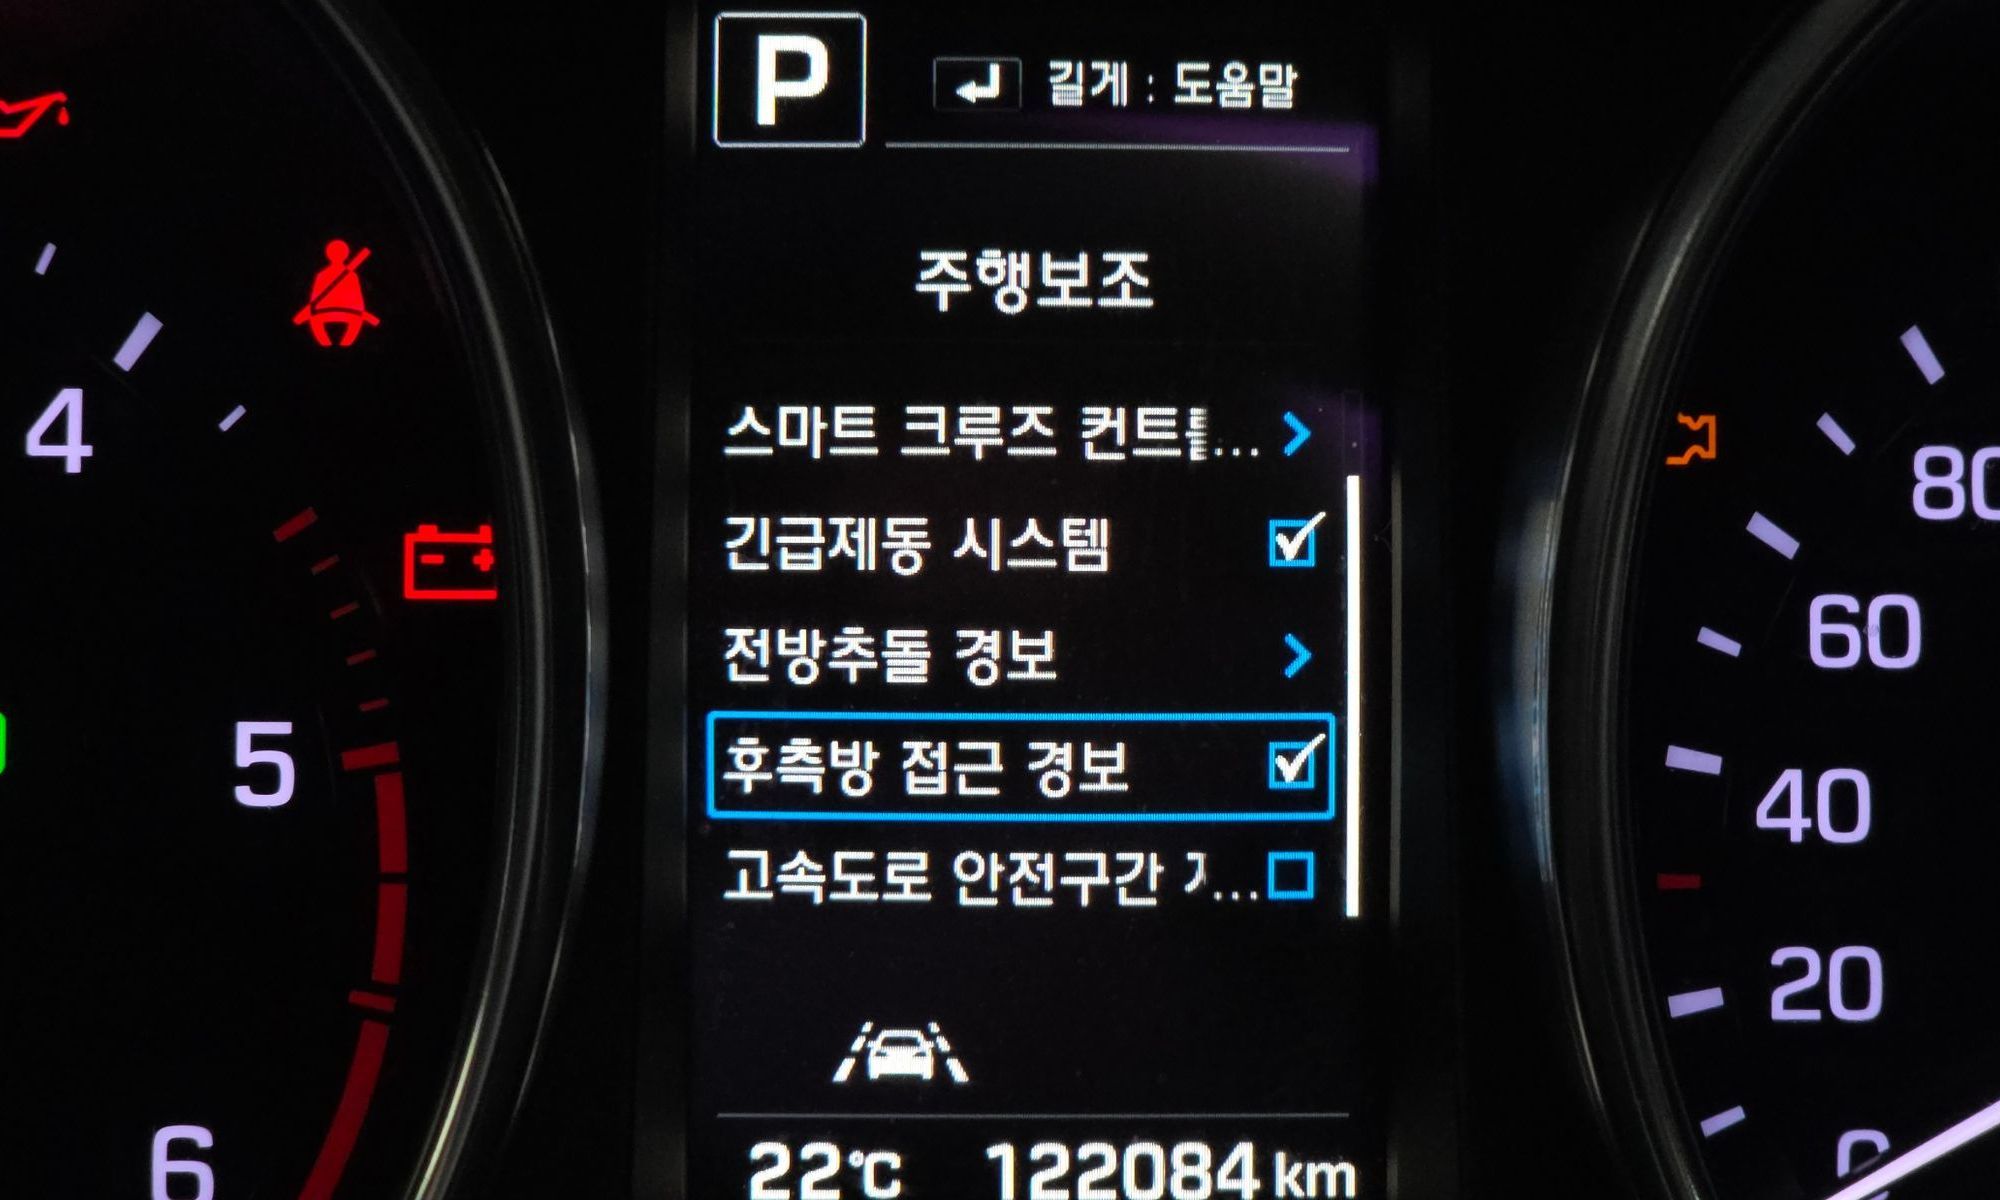 P
길게 : 도움말
주행보조
스마트 크루즈 컨트롤...
긴급제동 시스템
전방추돌 경보
후측방 접근 경보
고속도로 안전구간 ...
22℃ 122084 km
4
5
6
80
60
40
20
0